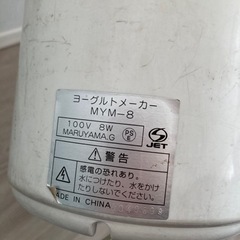 ヨーグルトメーカー
MYM-8
100V 8W
MARUYAMA.G
PS
E
JET
警告
感電の恐れあり。
水につけたり、水をかけ
たりしないでください。
MADE IN CHINA